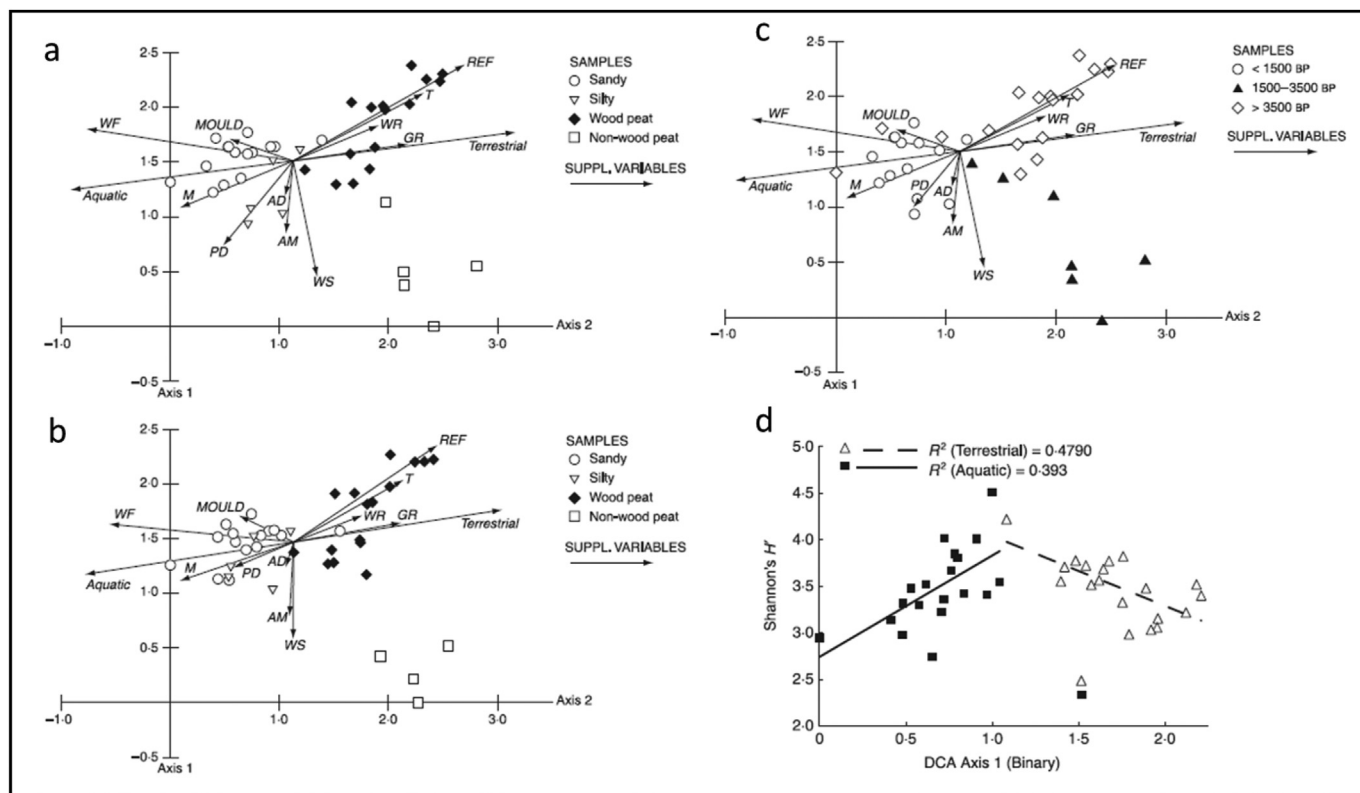 a
2·5
2·0
1·5
1·0
0·5
−0·5
−1·0
0
1·0
2·0
3·0
Axis 2
Axis 1
WF
MOULD
Aquatic
M
PD
AD
AM
WS
REF
T
WR
GR
Terrestrial
SAMPLES
Sandy
Silty
Wood peat
Non-wood peat
SUPPL. VARIABLES
b
2·5
2·0
1·5
1·0
0·5
−0·5
−1·0
0
1·0
2·0
3·0
Axis 2
Axis 1
WF
MOULD
Aquatic
M
PD
AD
AM
WS
REF
T
WR
GR
Terrestrial
SAMPLES
Sandy
Silty
Wood peat
Non-wood peat
SUPPL. VARIABLES
c
2·5
2·0
1·5
1·0
0·5
−0·5
−1·0
0
1·0
2·0
3·0
Axis 2
Axis 1
WF
MOULD
Aquatic
M
PD
AD
AM
WS
REF
T
WR
GR
Terrestrial
SAMPLES
< 1500 BP
1500–3500 BP
> 3500 BP
SUPPL. VARIABLES
d
R² (Terrestrial) = 0·4790
R² (Aquatic) = 0·393
Shannon's H′
5·0
4·5
4·0
3·5
3·0
2·5
2·0
0
0·5
1·0
1·5
2·0
DCA Axis 1 (Binary)